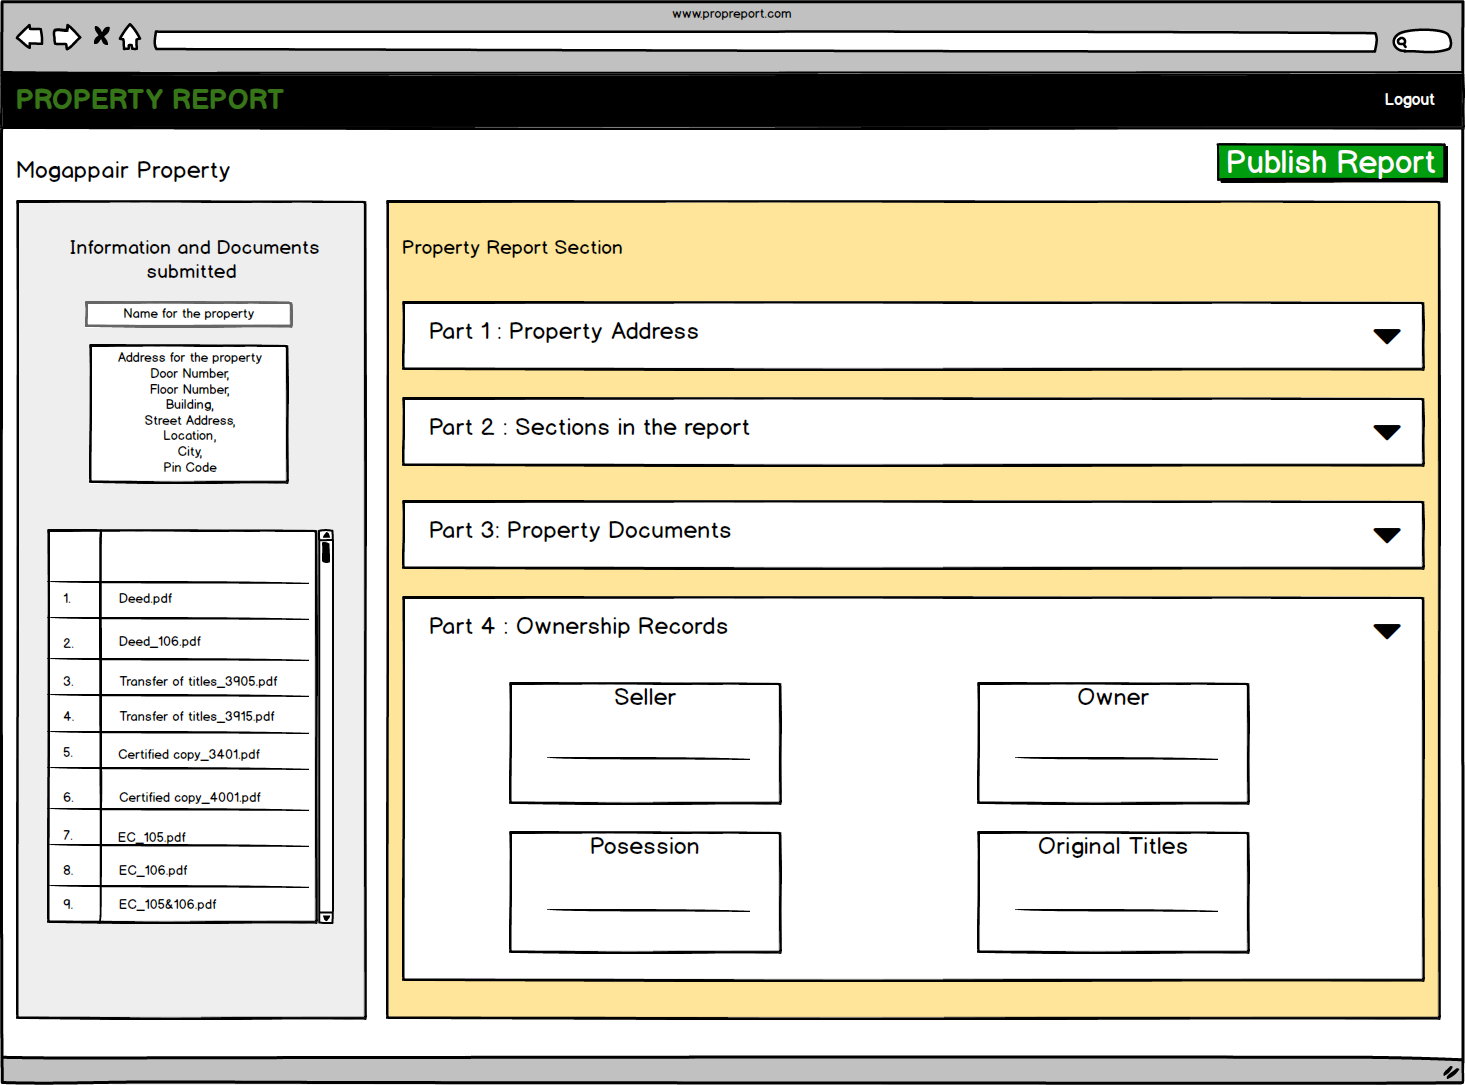 www.propreport.com
PROPERTY REPORT
Logout
Mogappair Property
Publish Report
Information and Documents
submitted
Name for the property
Address for the property
Door Number,
Floor Number,
Building,
Street Address,
Location,
City,
Pin Code
1. Deed.pdf
2. Deed_106.pdf
3. Transfer of titles_3905.pdf
4. Transfer of titles_3915.pdf
5. Certified copy_3401.pdf
6. Certified copy_4001.pdf
7. EC_105.pdf
8. EC_106.pdf
9. EC_105&106.pdf
Property Report Section
Part 1 : Property Address
Part 2 : Sections in the report
Part 3: Property Documents
Part 4 : Ownership Records
Seller
Owner
Posession
Original Titles